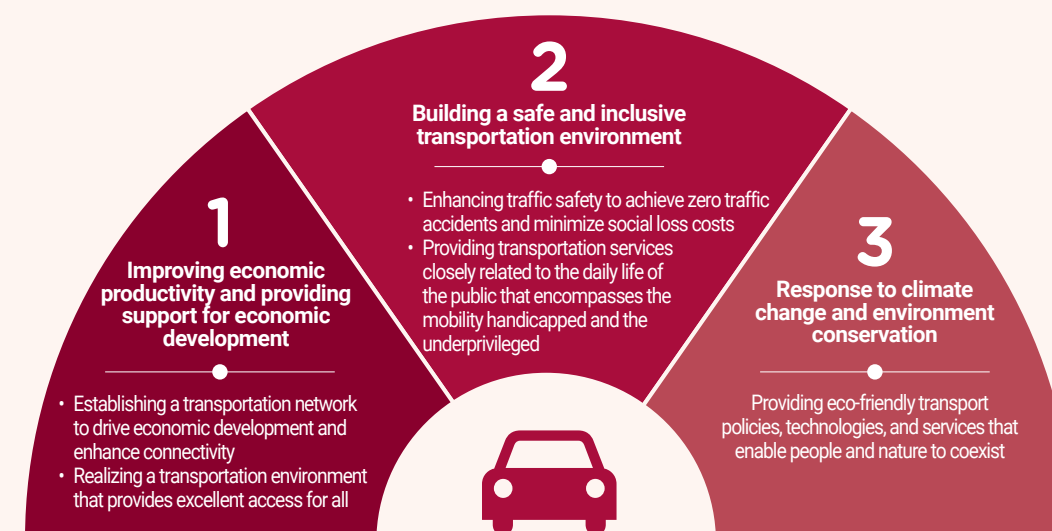 1
Improving economic
productivity and providing
support for economic
development
• Establishing a transportation network
to drive economic development and
enhance connectivity
• Realizing a transportation environment
that provides excellent access for all
2
Building a safe and inclusive
transportation environment
• Enhancing traffic safety to achieve zero traffic
accidents and minimize social loss costs
• Providing transportation services
closely related to the daily life of
the public that encompasses the
mobility handicapped and the
underprivileged
3
Response to climate
change and environment
conservation
Providing eco-friendly transport
policies, technologies, and services that
enable people and nature to coexist